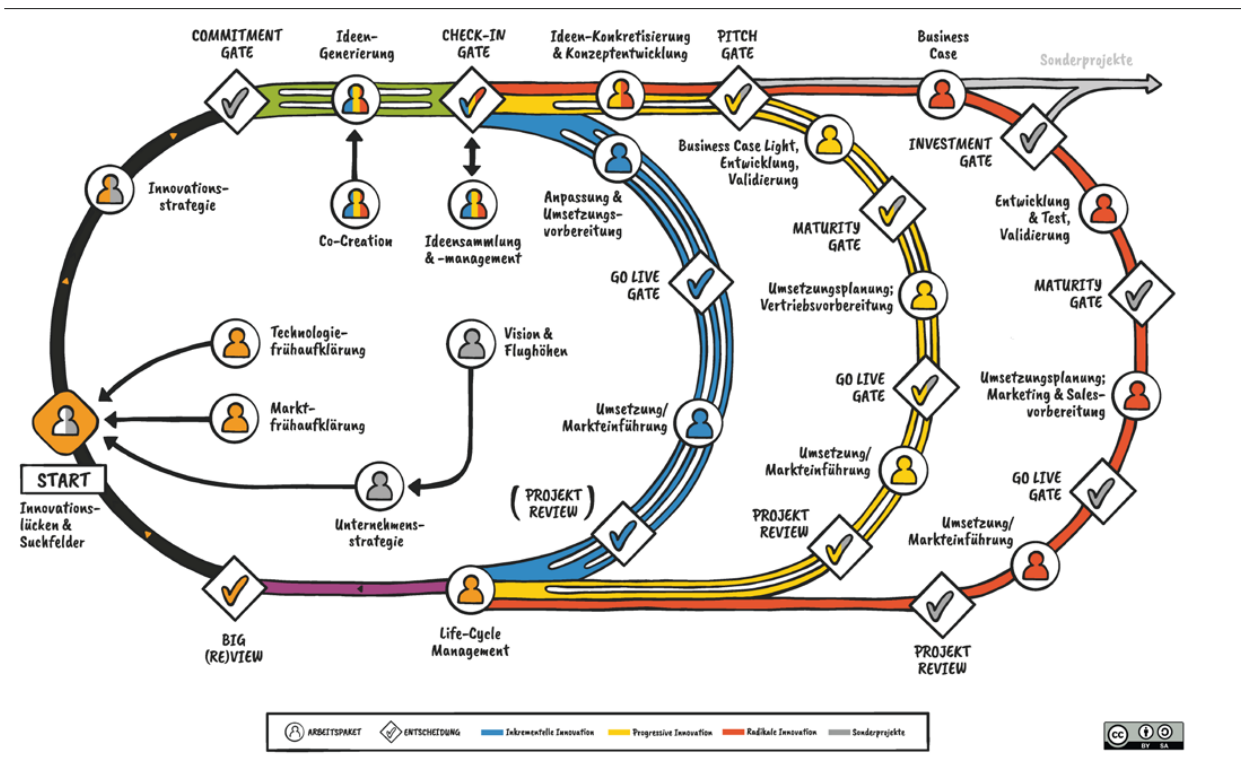 COMMITMENT
GATE
Ideen-
Generierung
CHECK-IN
GATE
Ideen-Konkretisierung
& Konzeptentwicklung
PITCH
GATE
Business
Case
Sonderprojekte
Innovations-
strategie
Co-Creation
Ideensammlung
& -management
Anpassung &
Umsetzungs-
vorbereitung
Business Case Light,
Entwicklung,
Validierung
INVESTMENT
GATE
Entwicklung
& Test,
Validierung
MATURITY
GATE
GO LIVE
GATE
Umsetzungsplanung;
Vertriebsvorbereitung
MATURITY
GATE
Technologie-
frühaufklärung
Vision &
Flughöhen
Markt-
frühaufklärung
Umsetzung/
Markteinführung
GO LIVE
GATE
Umsetzungsplanung;
Marketing & Sales-
vorbereitung
START
Innovations-
lücken &
Suchfelder
Unternehmens-
strategie
(PROJEKT
REVIEW)
Umsetzung/
Markteinführung
GO LIVE
GATE
PROJEKT
REVIEW
Umsetzung/
Markteinführung
BIG
(RE)VIEW
Life-Cycle
Management
PROJEKT
REVIEW
ARBEITSPAKET
ENTSCHEIDUNG
Inkrementelle Innovation
Progressive Innovation
Radikale Innovation
Sonderprojekte
cc
BY SA